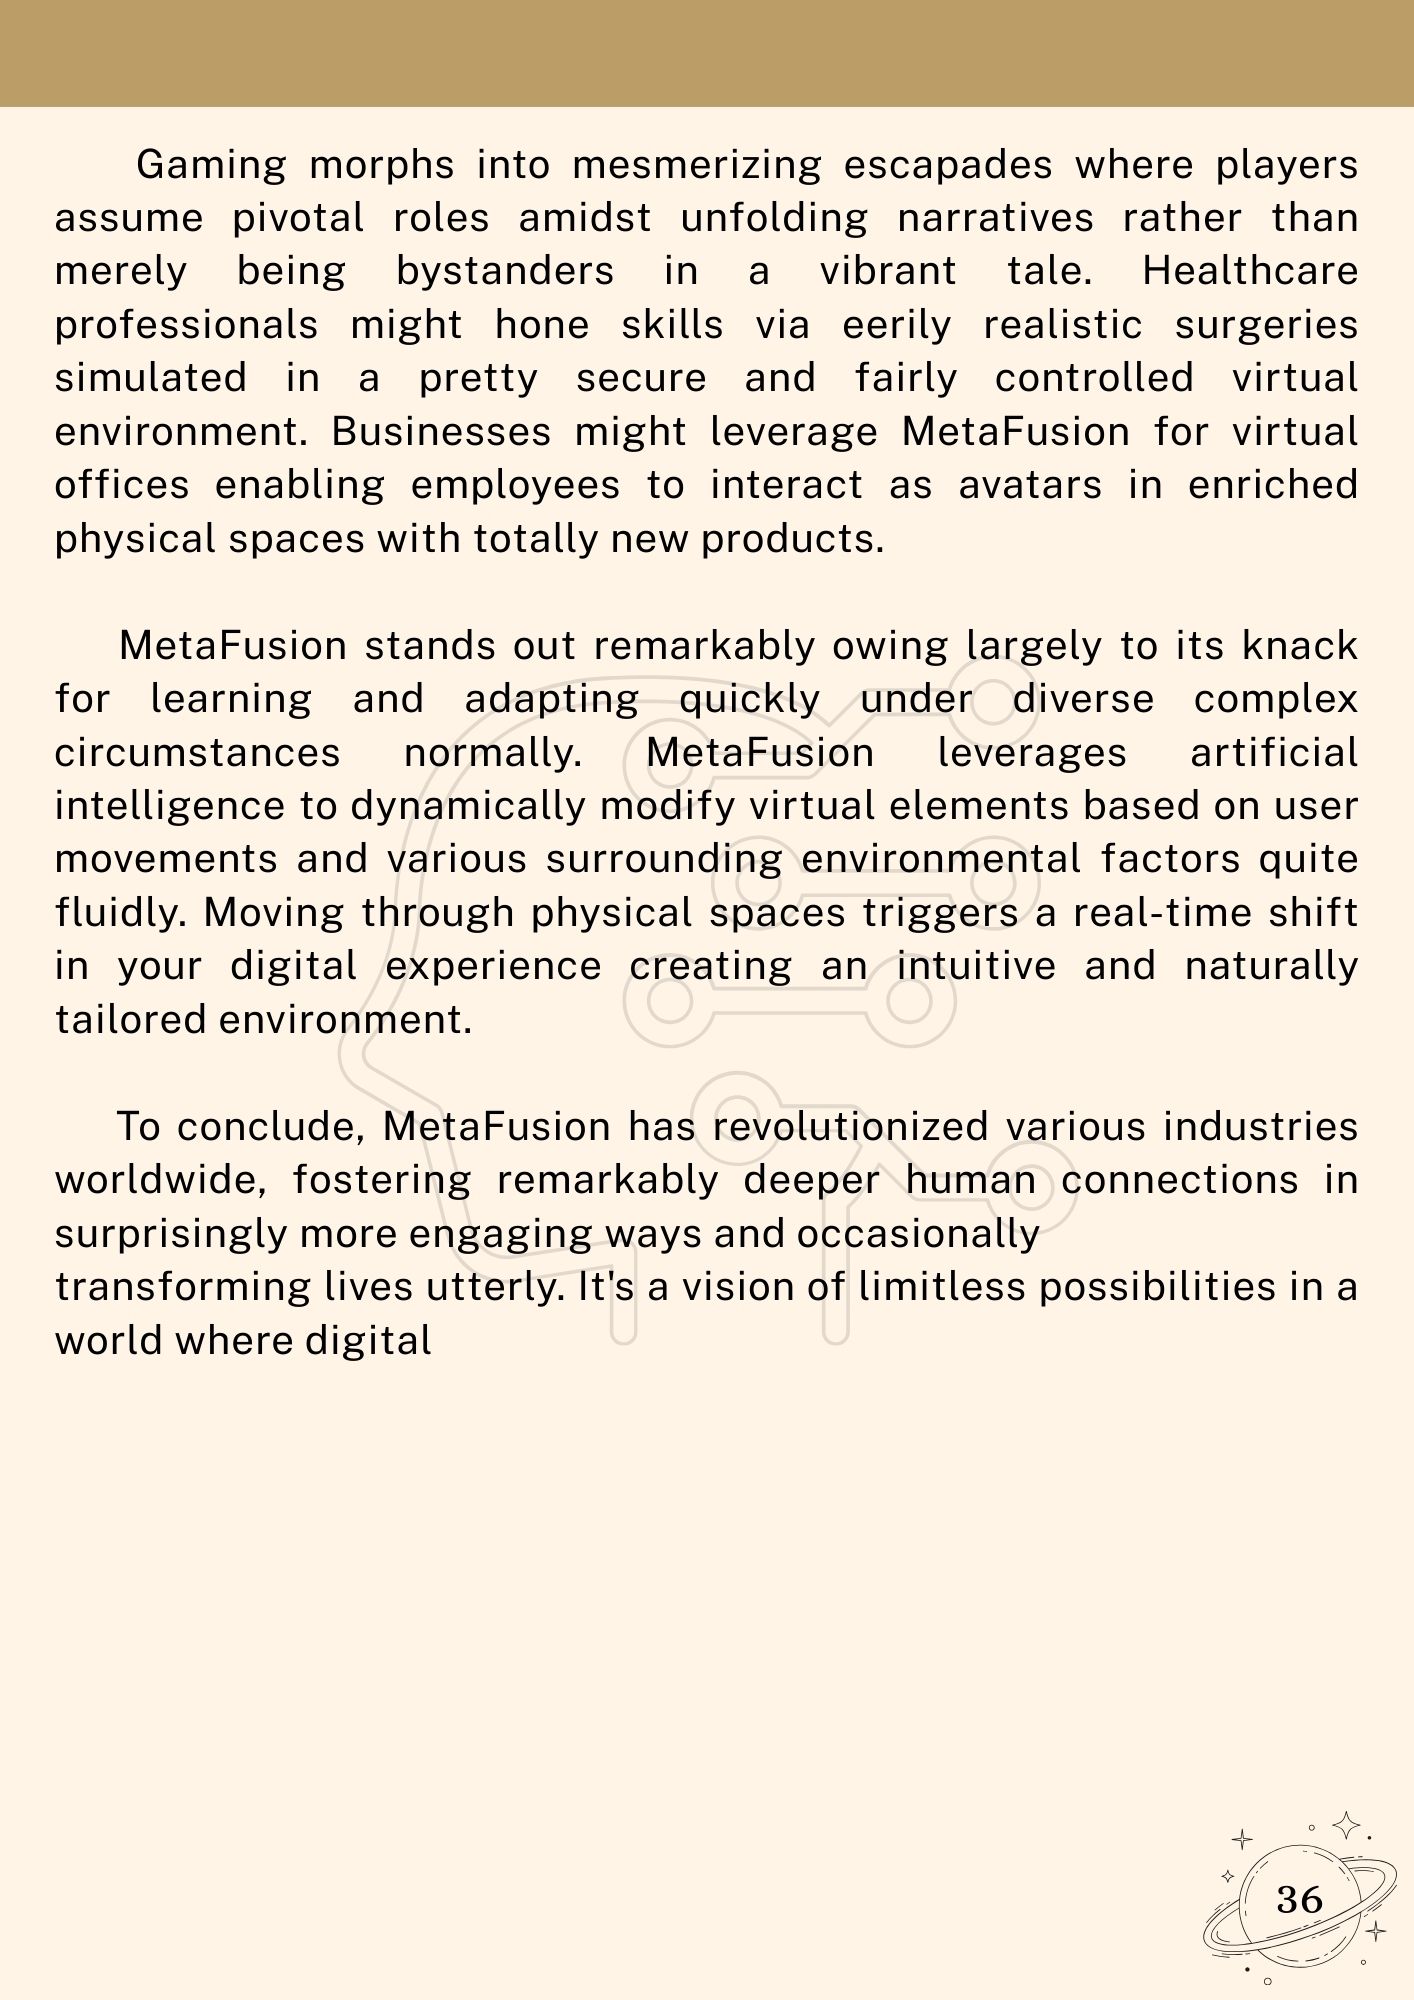 Gaming morphs into mesmerizing escapades where players
assume pivotal roles amidst unfolding narratives rather than
merely being bystanders in a vibrant tale. Healthcare
professionals might hone skills via eerily realistic surgeries
simulated in a pretty secure and fairly controlled virtual
environment. Businesses might leverage MetaFusion for virtual
offices enabling employees to interact as avatars in enriched
physical spaces with totally new products.
MetaFusion stands out remarkably owing largely to its knack
for learning and adapting quickly under diverse complex
circumstances normally. MetaFusion leverages artificial
intelligence to dynamically modify virtual elements based on user
movements and various surrounding environmental factors quite
fluidly. Moving through physical spaces triggers a real-time shift
in your digital experience creating an intuitive and naturally
tailored environment.
To conclude, MetaFusion has revolutionized various industries
worldwide, fostering remarkably deeper human connections in
surprisingly more engaging ways and occasionally
transforming lives utterly. It's a vision of limitless possibilities in a
world where digital
36